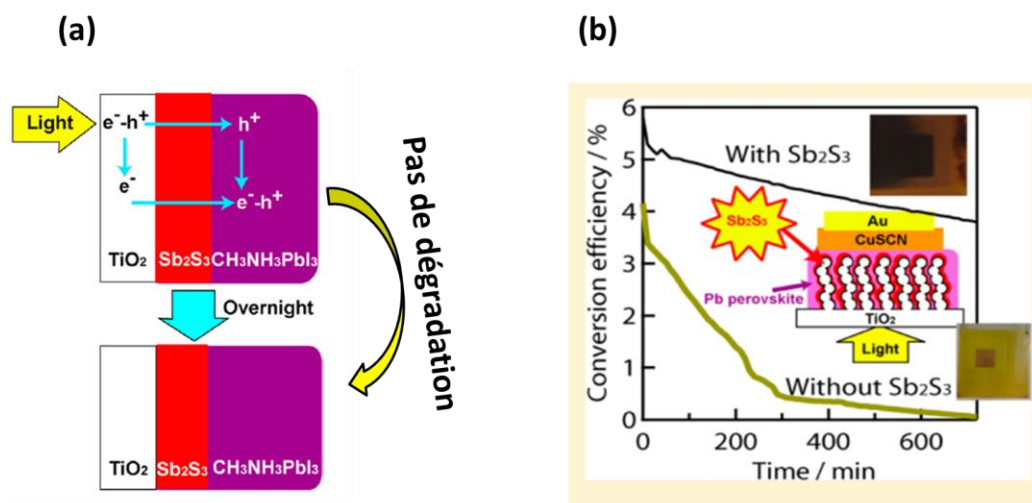 (a)
Light
e⁻-h⁺
h⁺
e⁻
e⁻-h⁺
TiO₂
Sb₂S₃
CH₃NH₃PbI₃
Overnight
TiO₂
Sb₂S₃
CH₃NH₃PbI₃
Pas de dégradation
(b)
Conversion efficiency / %
6
5
4
3
2
1
0
With Sb₂S₃
Sb₂S₃
Au
CuSCN
Pb perovskite
TiO₂
Light
Without Sb₂S₃
0
200
400
600
Time / min